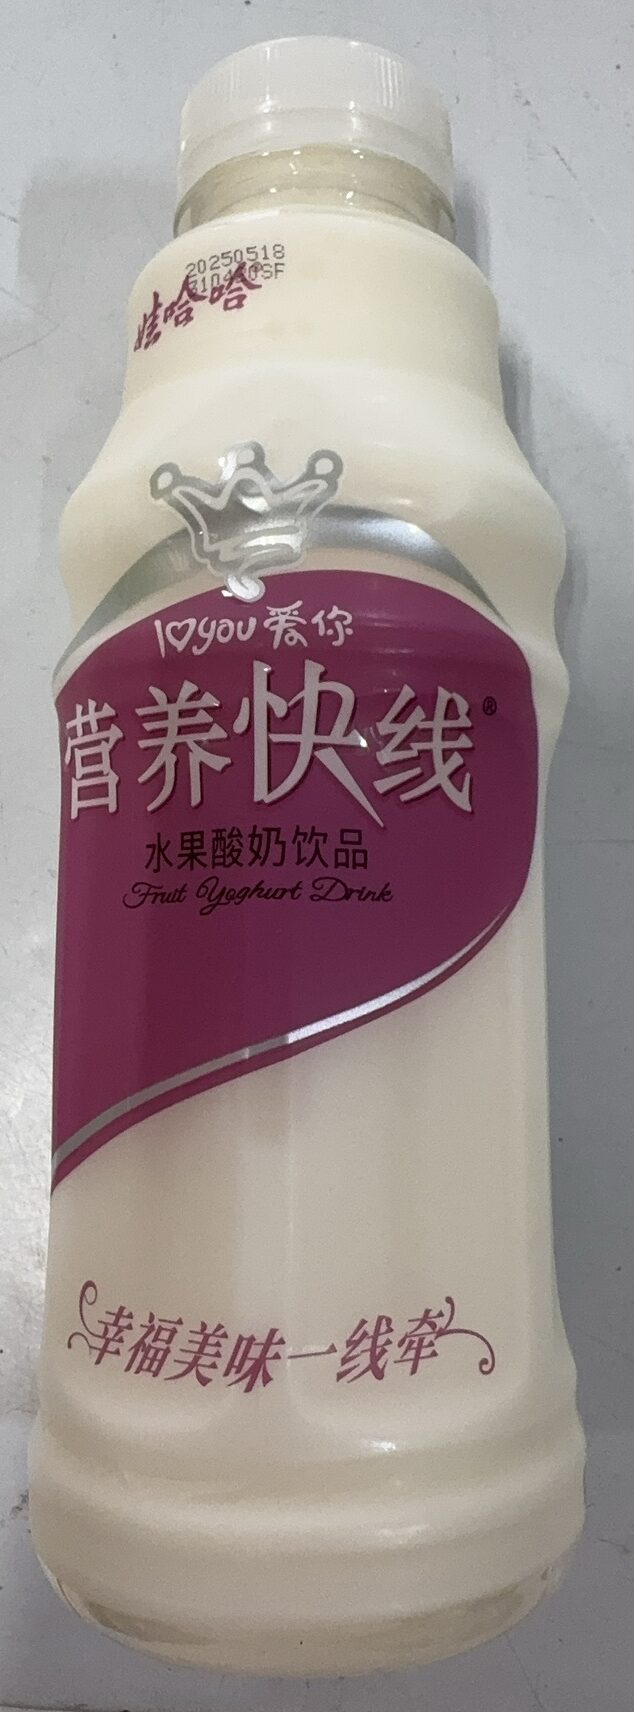 20250518
娃哈哈®
I♡you 爱你
营养快线®
水果酸奶饮品
Fruit Yoghurt Drink
幸福美味一线牵